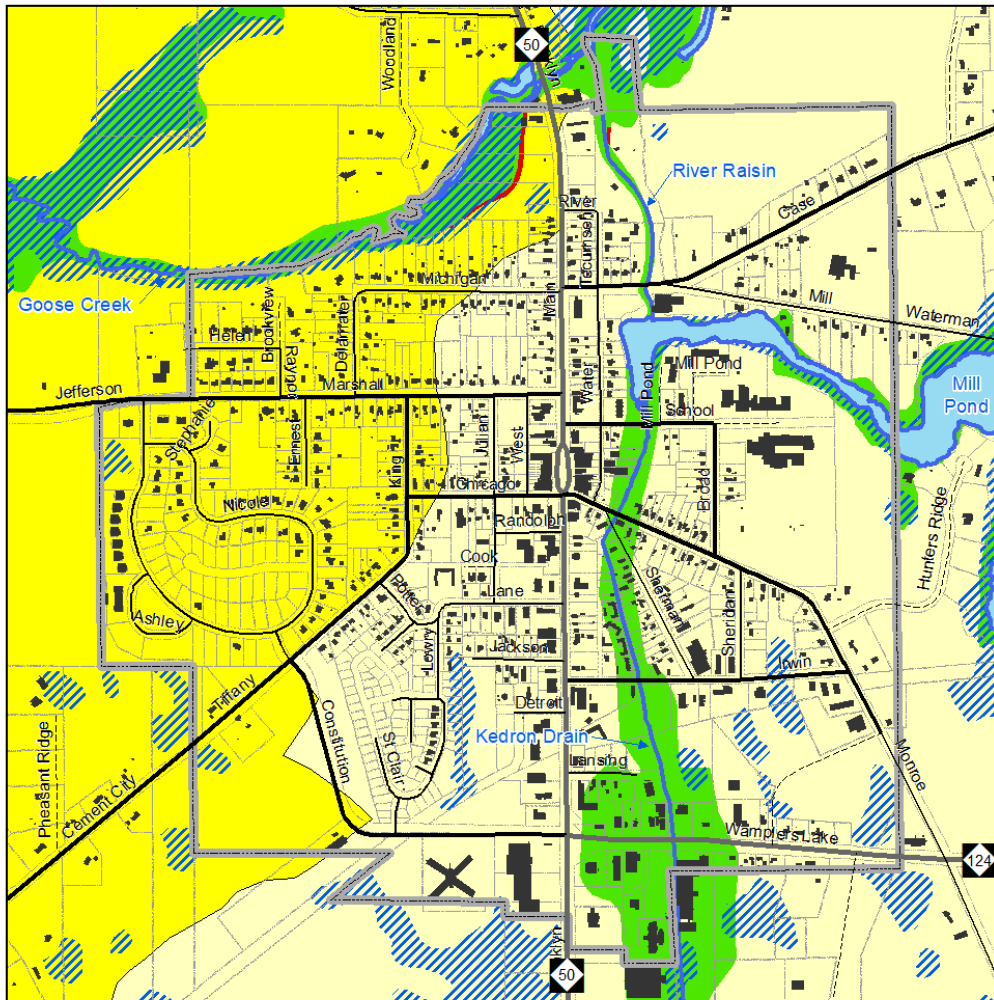 50
klyn
Woodland
River Raisin
River
Case
Tecumseh
Michigan
Main
Goose Creek
Mill
Waterman
Helen
Brookview
Raynor
Delamater
Jefferson
Marshall
Water
Mill Pond
Mill Pond
Mill
Pond
School
Stephanie
Ernest
King
Julian
West
Chicago
Nicole
Randolph
Broad
Cook
Lane
Potter
Hunters Ridge
Ashley
Sherman
Sheridan
Lowry
Jackson
Irwin
Tiffany
Detroit
Constitution
St Clair
Kedron Drain
Lansing
Monroe
Pheasant Ridge
Cement City
Wamplers Lake
124
klyn
50